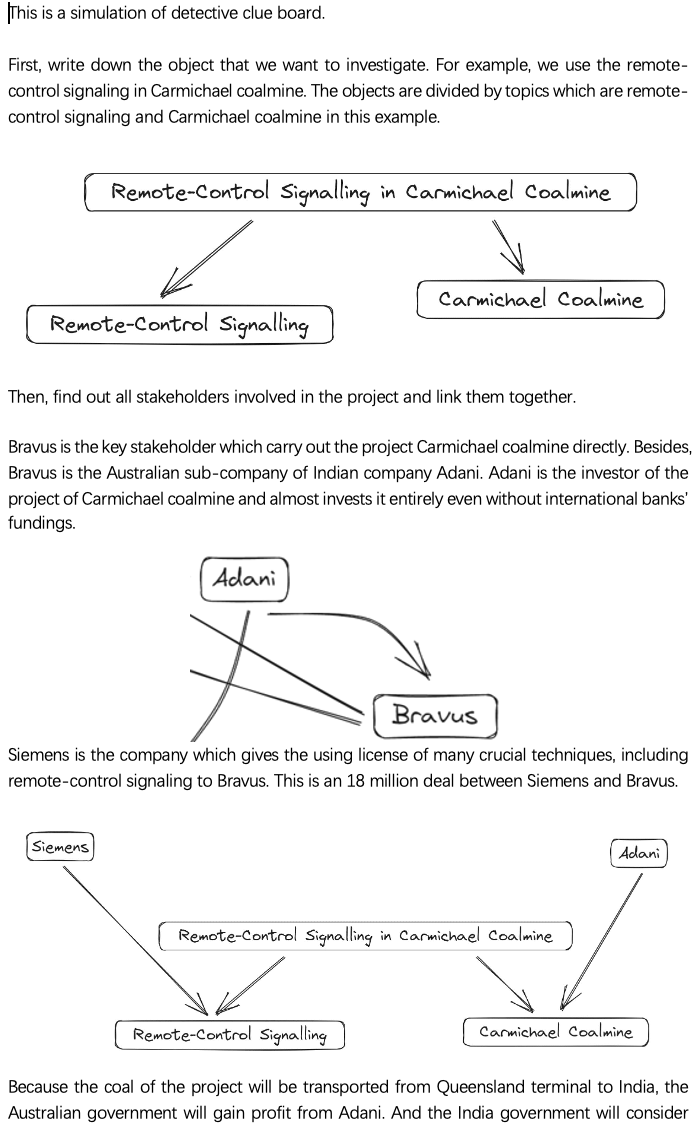 This is a simulation of detective clue board.
First, write down the object that we want to investigate. For example, we use the remote-
control signaling in Carmichael coalmine. The objects are divided by topics which are remote-
control signaling and Carmichael coalmine in this example.
Remote-Control Signalling in Carmichael Coalmine
Carmichael Coalmine
Remote-Control Signalling
Then, find out all stakeholders involved in the project and link them together.
Bravus is the key stakeholder which carry out the project Carmichael coalmine directly. Besides,
Bravus is the Australian sub-company of Indian company Adani. Adani is the investor of the
project of Carmichael coalmine and almost invests it entirely even without international banks'
fundings.
Adani
Bravus
Siemens is the company which gives the using license of many crucial techniques, including
remote-control signaling to Bravus. This is an 18 million deal between Siemens and Bravus.
Siemens
Adani
Remote-Control Signalling in Carmichael Coalmine
Remote-Control Signalling
Carmichael Coalmine
Because the coal of the project will be transported from Queensland terminal to India, the
Australian government will gain profit from Adani. And the India government will consider